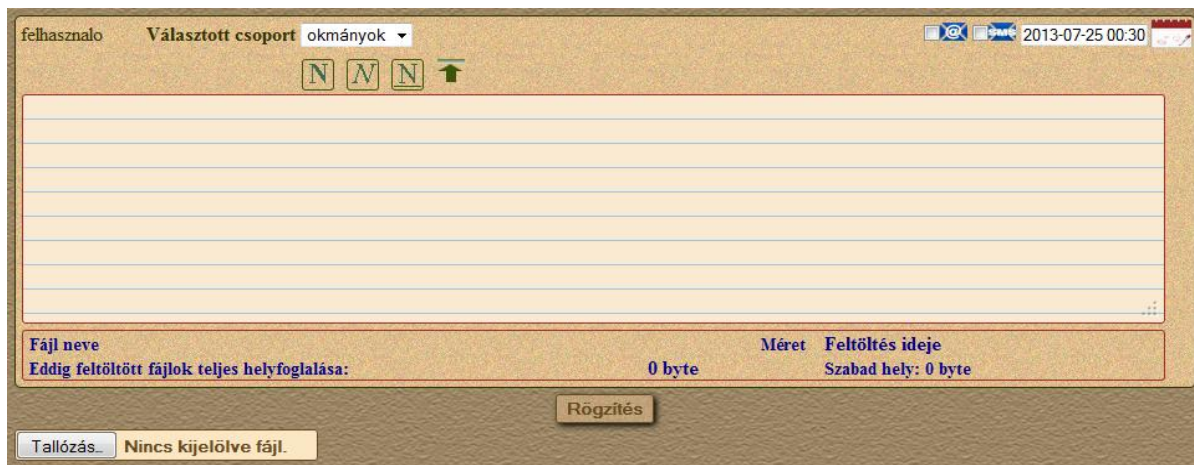 felhasznalo Választott csoport okmányok @ SMS 2013-07-25 00:30
N N N
Fájl neve Méret Feltöltés ideje
Eddig feltöltött fájlok teljes helyfoglalása: 0 byte Szabad hely: 0 byte
Rögzítés
Tallózás... Nincs kijelölve fájl.